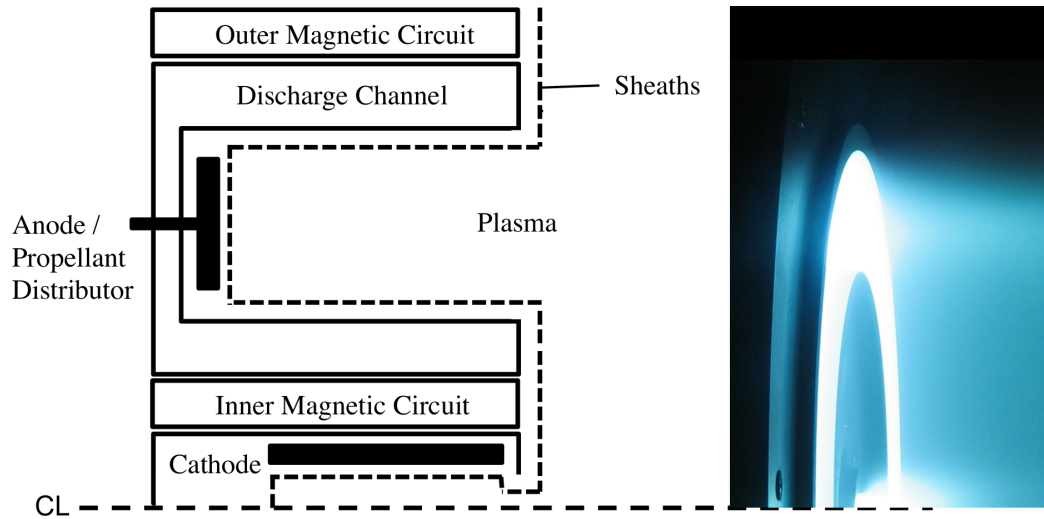 Outer Magnetic Circuit
Sheaths
Discharge Channel
Anode /
Propellant
Distributor
Plasma
Inner Magnetic Circuit
Cathode
CL